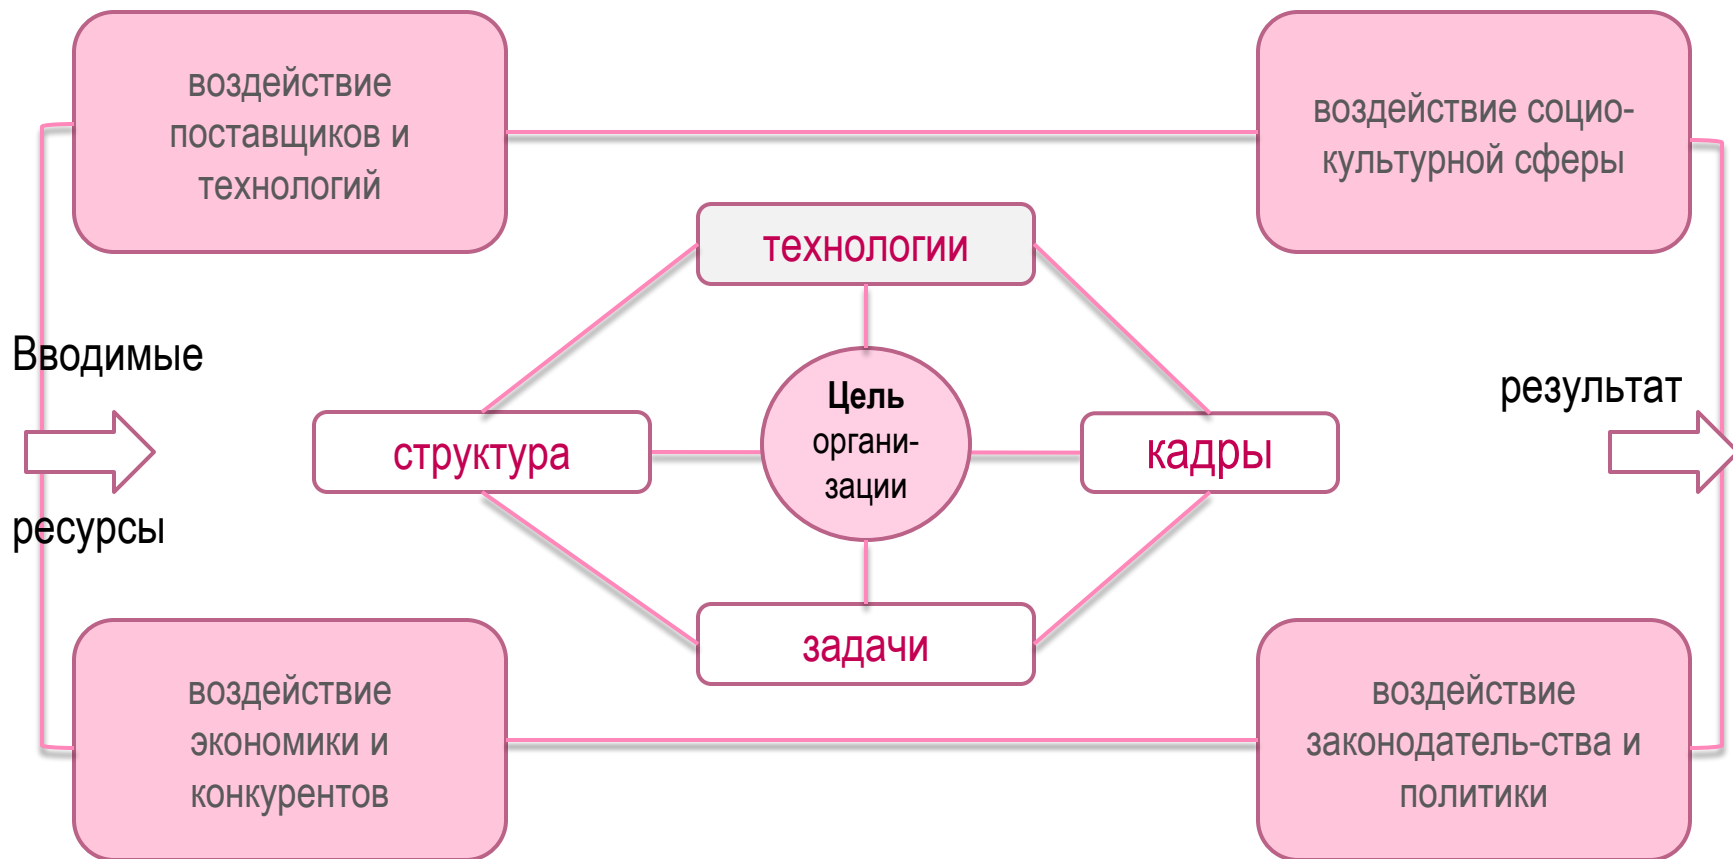 воздействие
поставщиков и
технологий
воздействие социо-
культурной сферы
технологии
Вводимые
ресурсы
структура
Цель
органи-
зации
кадры
результат
задачи
воздействие
экономики и
конкурентов
воздействие
законодатель-ства и
политики